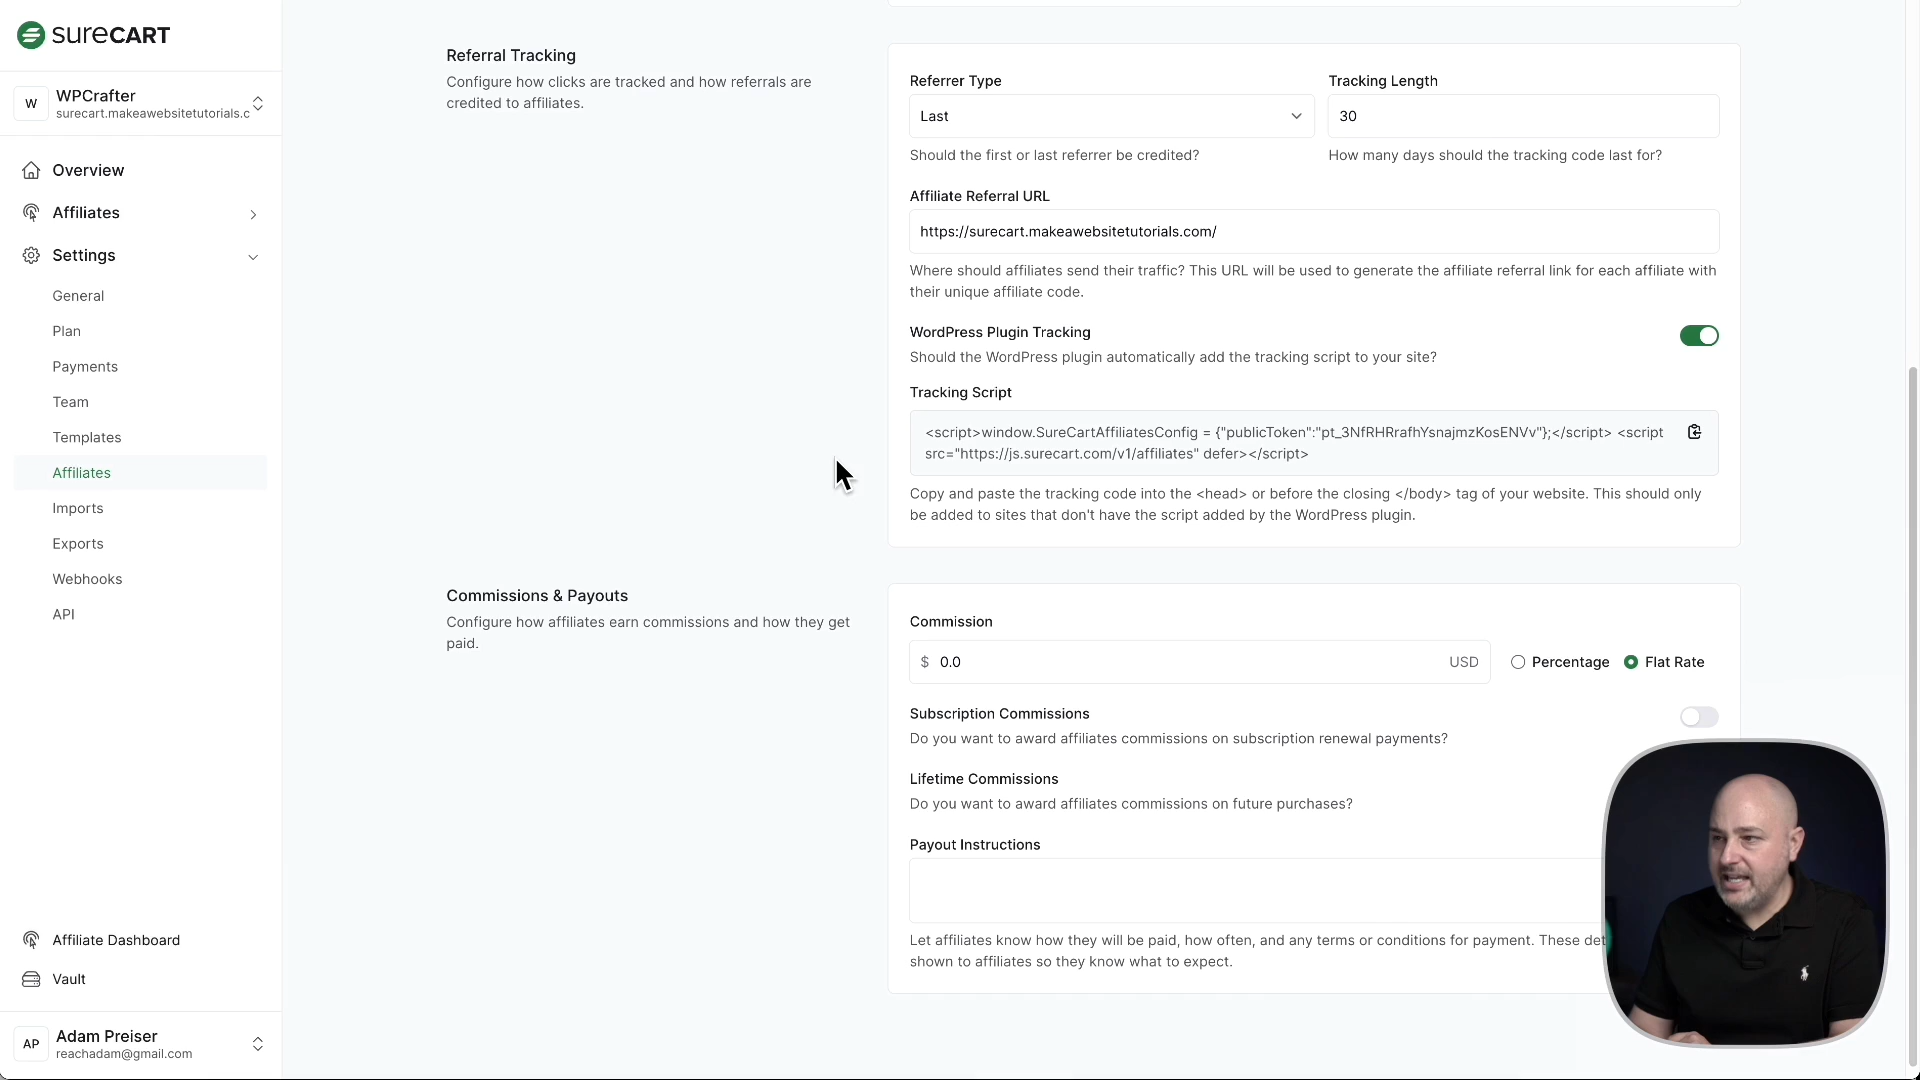 SURECART
W
WPCrafter
surecart.makeawebsitetutorials.c
Overview
Affiliates
Settings
General
Plan
Payments
Team
Templates
Affiliates
Imports
Exports
Webhooks
API
Affiliate Dashboard
Vault
AP
Adam Preiser
reachadam@gmail.com
Referral Tracking
Configure how clicks are tracked and how referrals are
credited to affiliates.
Referrer Type
Tracking Length
Last
30
Should the first or last referrer be credited?
How many days should the tracking code last for?
Affiliate Referral URL
https://surecart.makeawebsitetutorials.com/
Where should affiliates send their traffic? This URL will be used to generate the affiliate referral link for each affiliate with
their unique affiliate code.
WordPress Plugin Tracking
Should the WordPress plugin automatically add the tracking script to your site?
Tracking Script
<script>window.SureCartAffiliatesConfig = {"publicToken":"pt_3NfRHRrafhYsnajmzKosENVv"};</script> <script
src="https://js.surecart.com/v1/affiliates" defer></script>
Copy and paste the tracking code into the <head> or before the closing </body> tag of your website. This should only
be added to sites that don't have the script added by the WordPress plugin.
Commissions & Payouts
Configure how affiliates earn commissions and how they get
paid.
Commission
$ 0.0 USD
Percentage
Flat Rate
Subscription Commissions
Do you want to award affiliates commissions on subscription renewal payments?
Lifetime Commissions
Do you want to award affiliates commissions on future purchases?
Payout Instructions
Let affiliates know how they will be paid, how often, and any terms or conditions for payment. These det
shown to affiliates so they know what to expect.